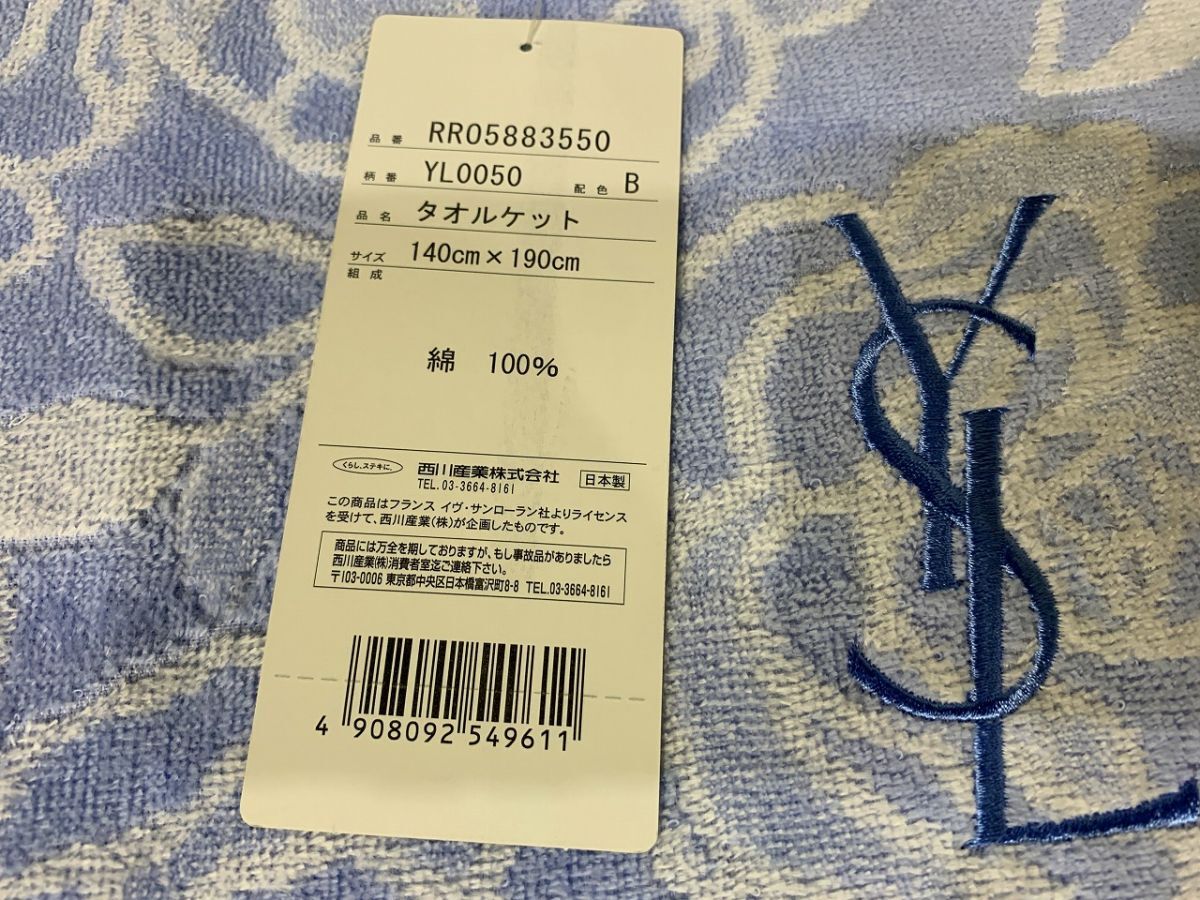 品番 RR05883550
柄番 YL0050 配色 B
品名 タオルケット
サイズ 140cm×190cm
組成
綿 100%
くらし、ステキに。 西川産業株式会社 日本製
TEL.03-3664-8161
この商品はフランス イヴ・サンローラン社よりライセンス
を受けて、西川産業(株)が企画したものです。
商品には万全を期しておりますが、もし事故品がありましたら
西川産業(株)消費者室迄ご連絡下さい。
〒103-0006 東京都中央区日本橋富沢町8-8 TEL.03-3664-8161
4 908092 549611
YSL